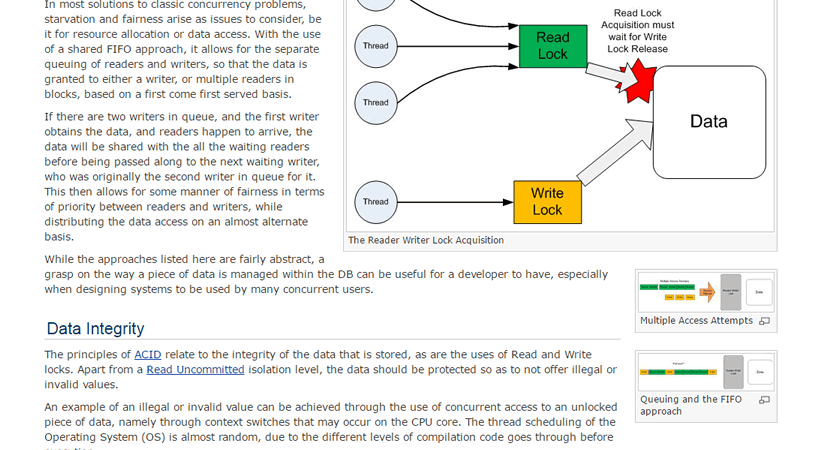 In most solutions to classic concurrency problems,
starvation and fairness arise as issues to consider, be
it for resource allocation or data access. With the use
of a shared FIFO approach, it allows for the separate
queuing of readers and writers, so that the data is
granted to either a writer, or multiple readers in
blocks, based on a first come first served basis.
If there are two writers in queue, and the first writer
obtains the data, and readers happen to arrive, the
data will be shared with the all the waiting readers
before being passed along to the next waiting writer,
who was originally the second writer in queue for it.
This then allows for some manner of fairness in terms
of priority between readers and writers, while
distributing the data access on an almost alternate
basis.
Thread
Thread
Thread
Read
Lock
Read Lock
Acquisition must
wait for Write
Lock Release
Data
Write
Lock
The Reader Writer Lock Acquisition
While the approaches listed here are fairly abstract, a
grasp on the way a piece of data is managed within the DB can be useful for a developer to have, especially
when designing systems to be used by many concurrent users.
Multiple Access Attempts
Data Integrity
The principles of ACID relate to the integrity of the data that is stored, as are the uses of Read and Write
locks. Apart from a Read Uncommitted isolation level, the data should be protected so as to not offer illegal or
invalid values.
Queuing and the FIFO
approach
An example of an illegal or invalid value can be achieved through the use of concurrent access to an unlocked
piece of data, namely through context switches that may occur on the CPU core. The thread scheduling of the
Operating System (OS) is almost random, due to the different levels of compilation code goes through before